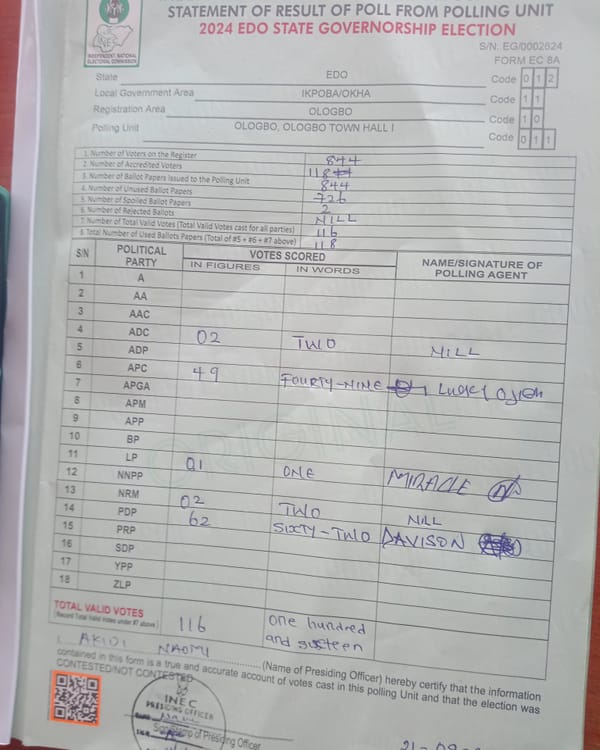 INEC
INDEPENDENT NATIONAL
ELECTORAL COMMISSION
STATEMENT OF RESULT OF POLL FROM POLLING UNIT
2024 EDO STATE GOVERNORSHIP ELECTION
S/N. EG/0002624
FORM EC 8A
State EDO Code 0 1 2
Local Government Area IKPOBA/OKHA Code 1 1
Registration Area OLOGBO Code 1 0
Polling Unit OLOGBO, OLOGBO TOWN HALL I Code 0 1 1
1. Number of Voters on the Register 844
2. Number of Accredited Voters 118
3. Number of Ballot Papers Issued to the Polling Unit 844
4. Number of Unused Ballot Papers 726
5. Number of Spoiled Ballot Papers 2
6. Number of Rejected Ballots NILL
7. Number of Total Valid Votes (Total Valid Votes cast for all parties) 116
8. Total Number of Used Ballots Papers (Total of #5 + #6 + #7 above) 118
S/N POLITICAL PARTY VOTES SCORED NAME/SIGNATURE OF POLLING AGENT
IN FIGURES IN WORDS
1 A
2 AA
3 AAC
4 ADC 02 TWO NILL
5 ADP
6 APC 49 FOURTY-NINE
7 APGA
8 APM
9 APP
10 BP
11 LP 01 ONE MIRACLE
12 NNPP
13 NRM 02 TWO NILL
14 PDP 62 SIXTY-TWO DAVISON
15 PRP
16 SDP
17 YPP
18 ZLP
ORIGINAL
TOTAL VALID VOTES 116 One hundred
(Record Total Valid Votes under #7 above) and sixteen
I, AKIDI NAOMI (Name of Presiding Officer) hereby certify that the information
contained in this form is a true and accurate account of votes cast in this polling Unit and that the election was
CONTESTED/NOT CONTESTED
INEC
PRESIDING OFFICER
Signature of Presiding Officer